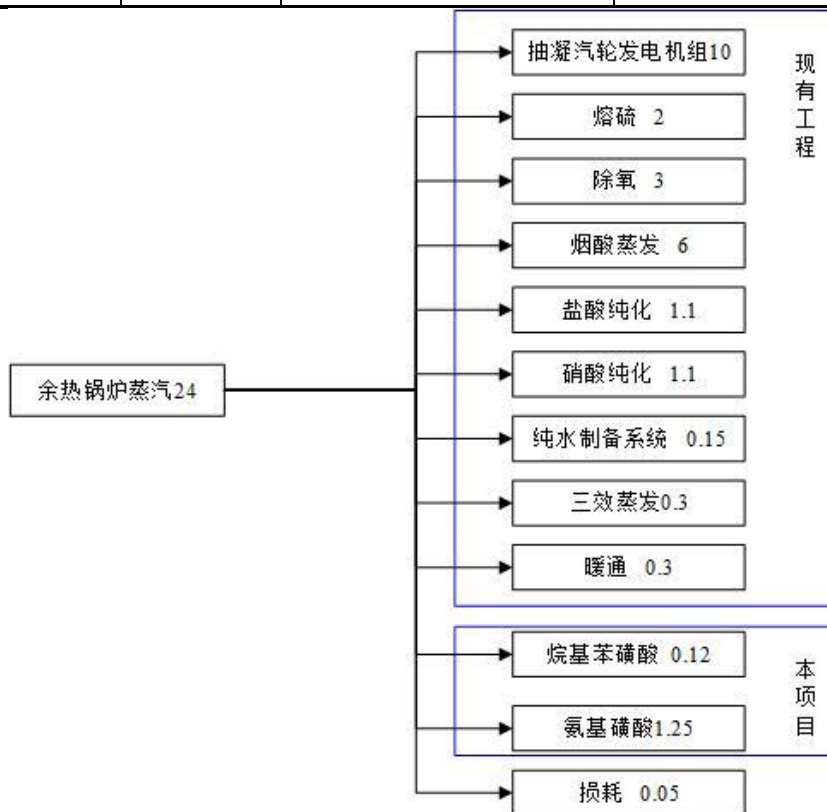 抽凝汽轮发电机组10
熔硫 2
除氧 3
烟酸蒸发 6
盐酸纯化 1.1
硝酸纯化 1.1
纯水制备系统 0.15
三效蒸发0.3
暖通 0.3
现有工程
余热锅炉蒸汽24
烷基苯磺酸 0.12
氨基磺酸1.25
本项目
损耗 0.05